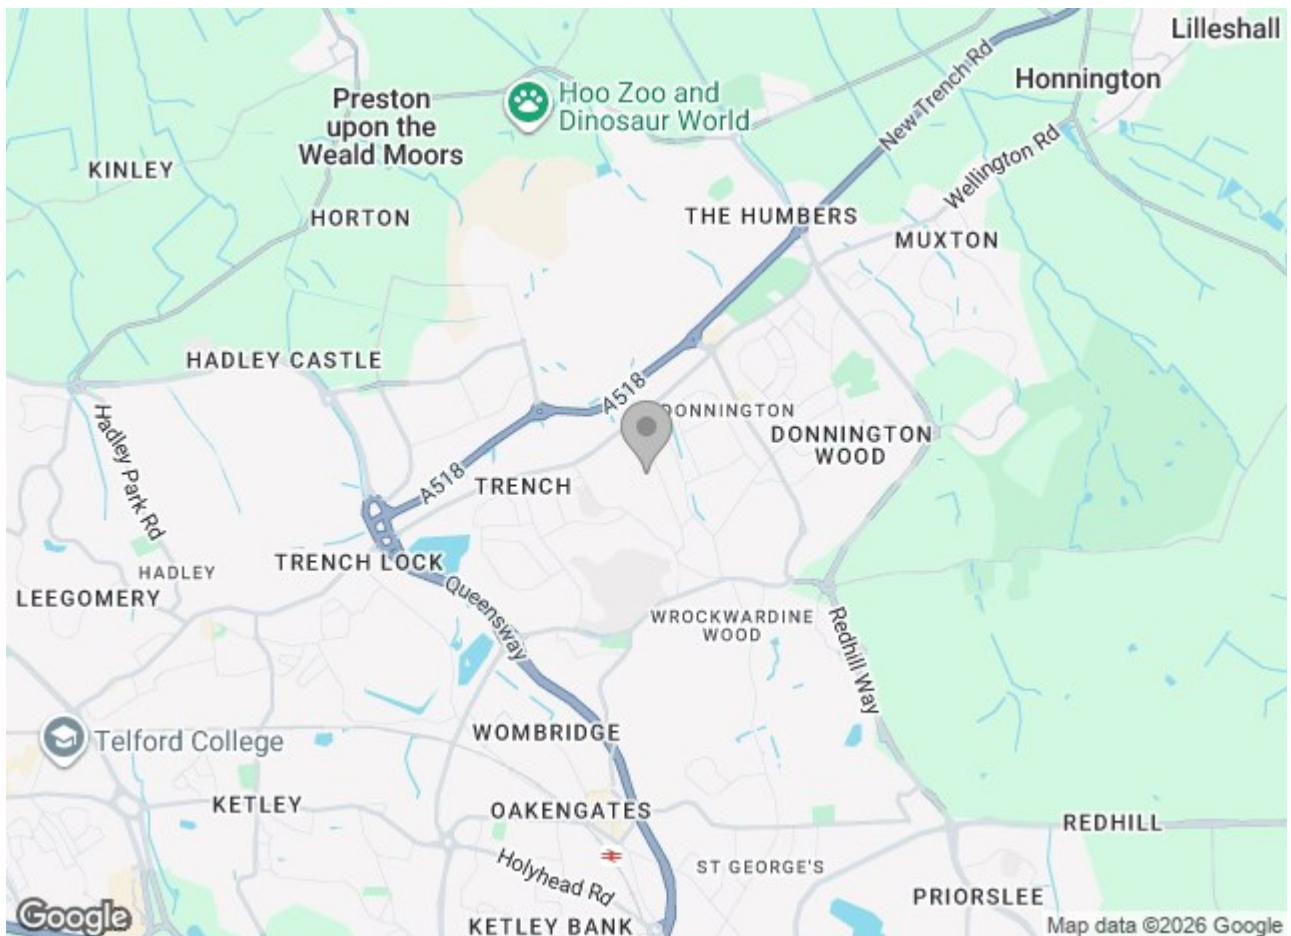 Lilleshall
New Trench Rd
Honnington
Hoo Zoo and
Dinosaur World
Preston
upon the
Weald Moors
Wellington Rd
KINLEY
HORTON
THE HUMBERS
MUXTON
HADLEY CASTLE
A518
DONNINGTON
DONNINGTON
WOOD
Hadley Park Rd
A518
TRENCH
TRENCH LOCK
HADLEY
LEEGOMERY
Queensway
WROCKWARDINE
WOOD
Redhill Way
WOMBRIDGE
Telford College
KETLEY
OAKENGATES
REDHILL
Holyhead Rd
ST GEORGE'S
PRIORSLEE
KETLEY BANK
Google
Map data ©2026 Google